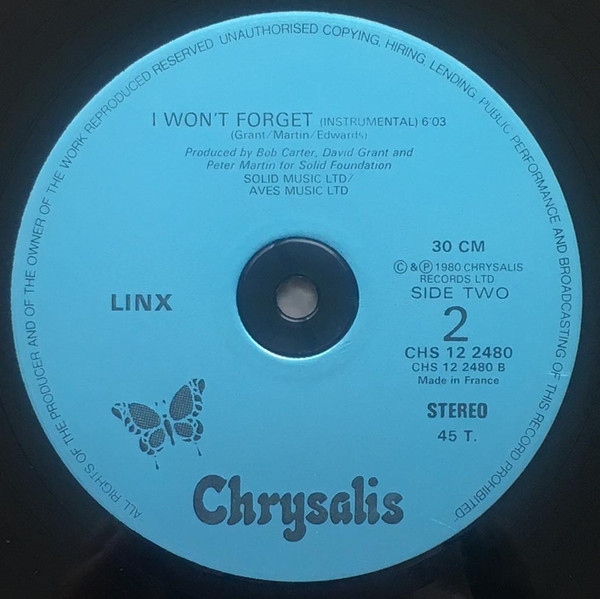 ALL RIGHTS OF THE PRODUCER AND OF THE OWNER OF THE WORK REPRODUCED RESERVED UNAUTHORISED COPYING, HIRING, LENDING, PUBLIC PERFORMANCE AND BROADCASTING OF THIS RECORD PROHIBITED"
I WON'T FORGET (INSTRUMENTAL) 6'03
(Grant/Martin/Edwards)
Produced by Bob Carter, David Grant and
Peter Martin for Solid Foundation
SOLID MUSIC LTD/
AVES MUSIC LTD
LINX
30 CM
©&℗1980 CHRYSALIS
RECORDS LTD
SIDE TWO
2
CHS 12 2480
CHS 12 2480 B
Made in France
STEREO
45 T.
Chrysalis